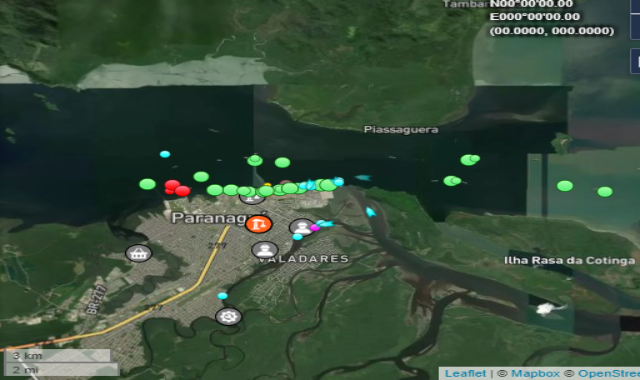 Tambar
N00°00'00.00
E000°00'00.00
(00.0000, 000.0000)
Piassaguera
Paranag
277
VALADARES
Ilha Rasa da Cotinga
BR-277
3 km
2 mi
Leaflet | © Mapbox © OpenStree